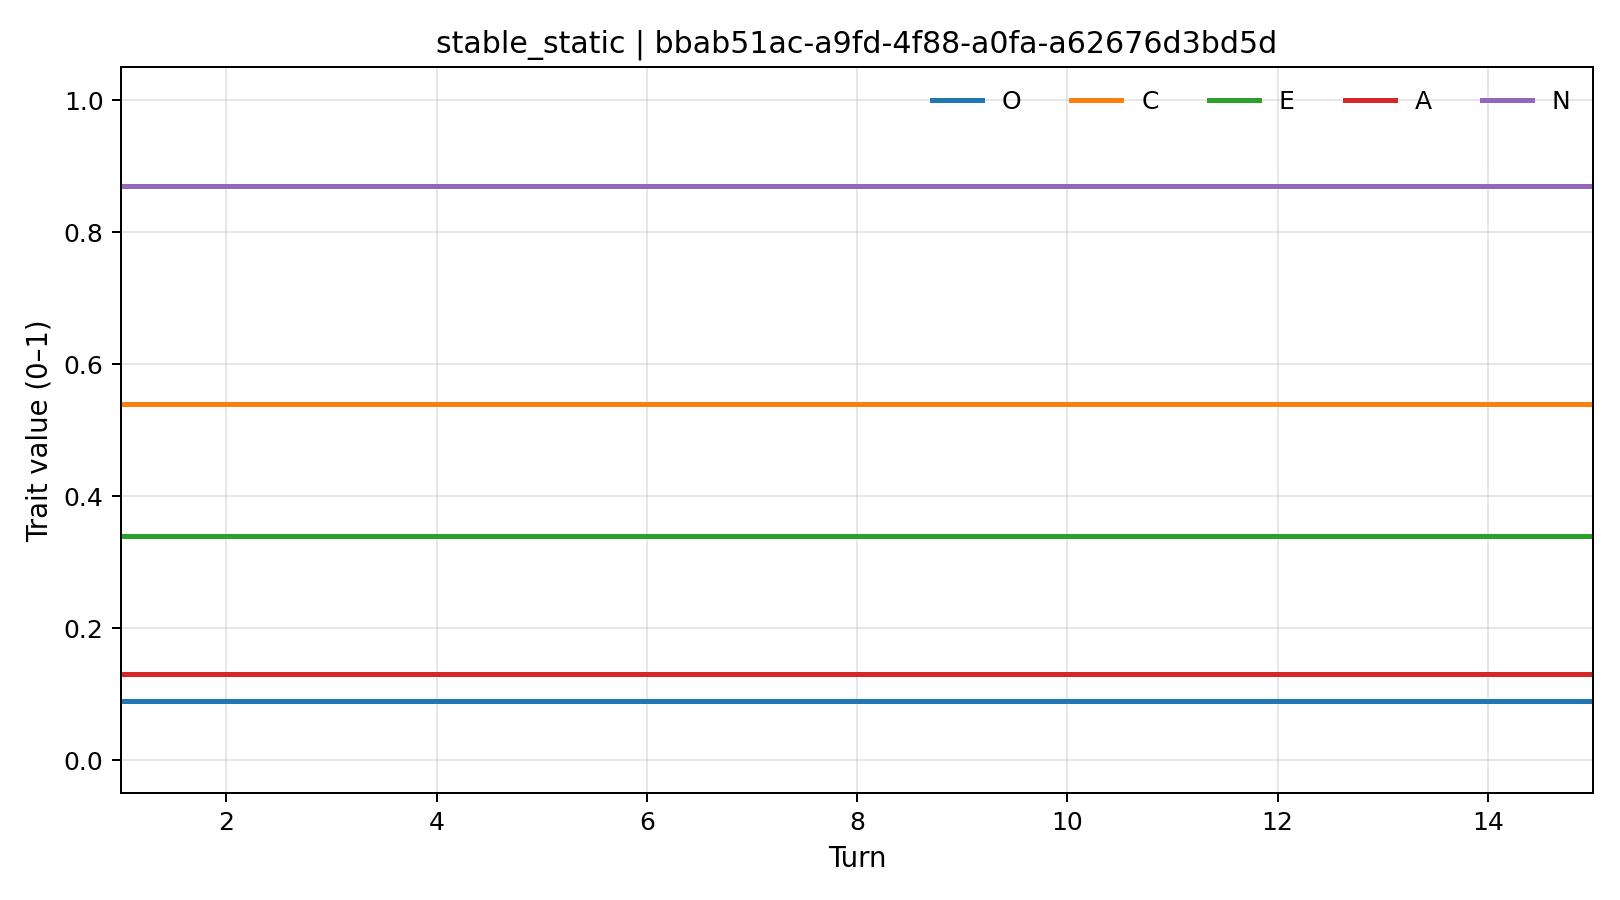 stable_static | bbab51ac-a9fd-4f88-a0fa-a62676d3bd5d
O C E A N
1.0
0.8
0.6
0.4
0.2
0.0
Trait value (0–1)
2 4 6 8 10 12 14
Turn